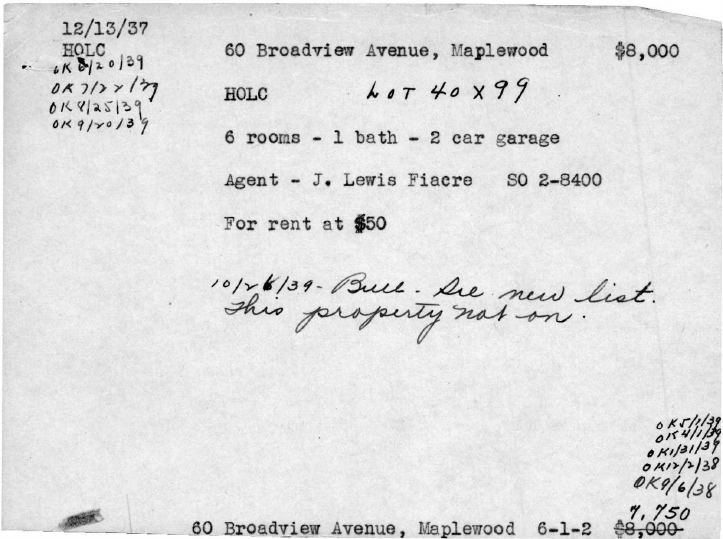 12/13/37
HOLC
OK 6/20/39
OK 7/22/39
OK 8/25/39
OK 9/20/39
60 Broadview Avenue, Maplewood $8,000
HOLC LOT 40 X 99
6 rooms - 1 bath - 2 car garage
Agent - J. Lewis Fiacre SO 2-8400
For rent at $50
10/26/39 - Bull - See new list.
This property not on.
OK 5/1/39
OK 4/1/39
OK 1/31/39
OK 12/2/38
OK 9/6/38
7,750
60 Broadview Avenue, Maplewood 6-1-2 $8,000